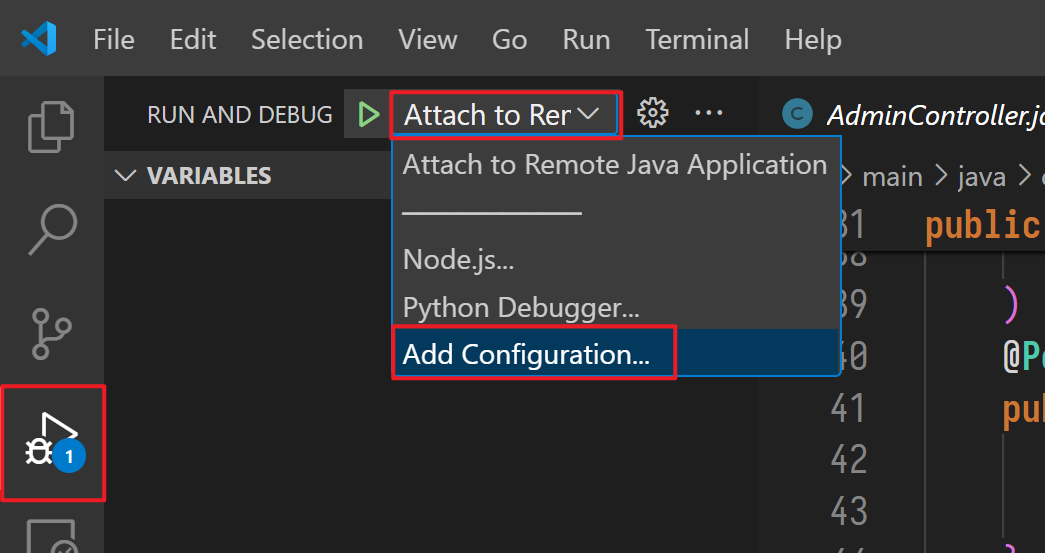 File Edit Selection View Go Run Terminal Help
RUN AND DEBUG Attach to Rer
VARIABLES
Attach to Remote Java Application
Node.js...
Python Debugger...
Add Configuration...
1
C AdminController.ja
main java
31 public
38
39 )
40 @P
41 pu
42
43